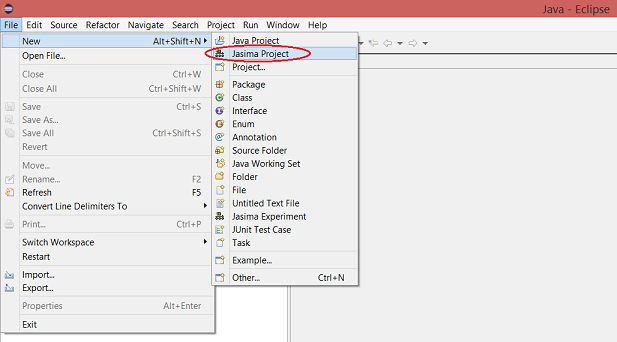 Java - Eclipse
File Edit Source Refactor Navigate Search Project Run Window Help
New Alt+Shift+N
Open File...
Close Ctrl+W
Close All Ctrl+Shift+W
Save Ctrl+S
Save As...
Save All Ctrl+Shift+S
Revert
Move...
Rename... F2
Refresh F5
Convert Line Delimiters To
Print... Ctrl+P
Switch Workspace
Restart
Import...
Export...
Properties Alt+Enter
Exit
Java Project
Jasima Project
Project...
Package
Class
Interface
Enum
Annotation
Source Folder
Java Working Set
Folder
File
Untitled Text File
Jasima Experiment
JUnit Test Case
Task
Example...
Other... Ctrl+N